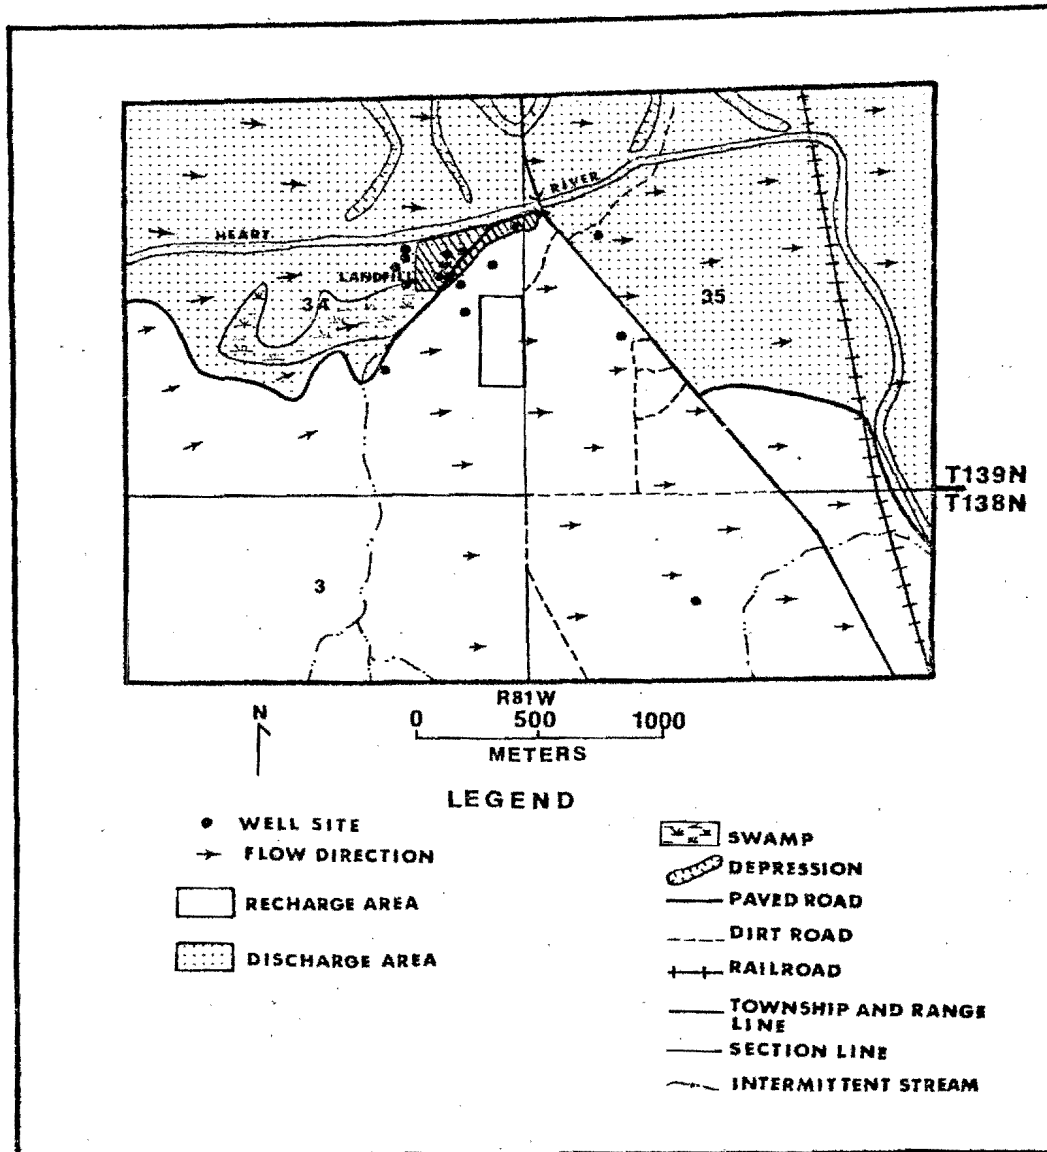 HEART
RIVER
LANDFILL
34
35
T139N
T138N
3
R81W
N
0 500 1000
METERS
LEGEND
WELL SITE
FLOW DIRECTION
RECHARGE AREA
DISCHARGE AREA
SWAMP
DEPRESSION
PAVED ROAD
DIRT ROAD
RAILROAD
TOWNSHIP AND RANGE
LINE
SECTION LINE
INTERMITTENT STREAM